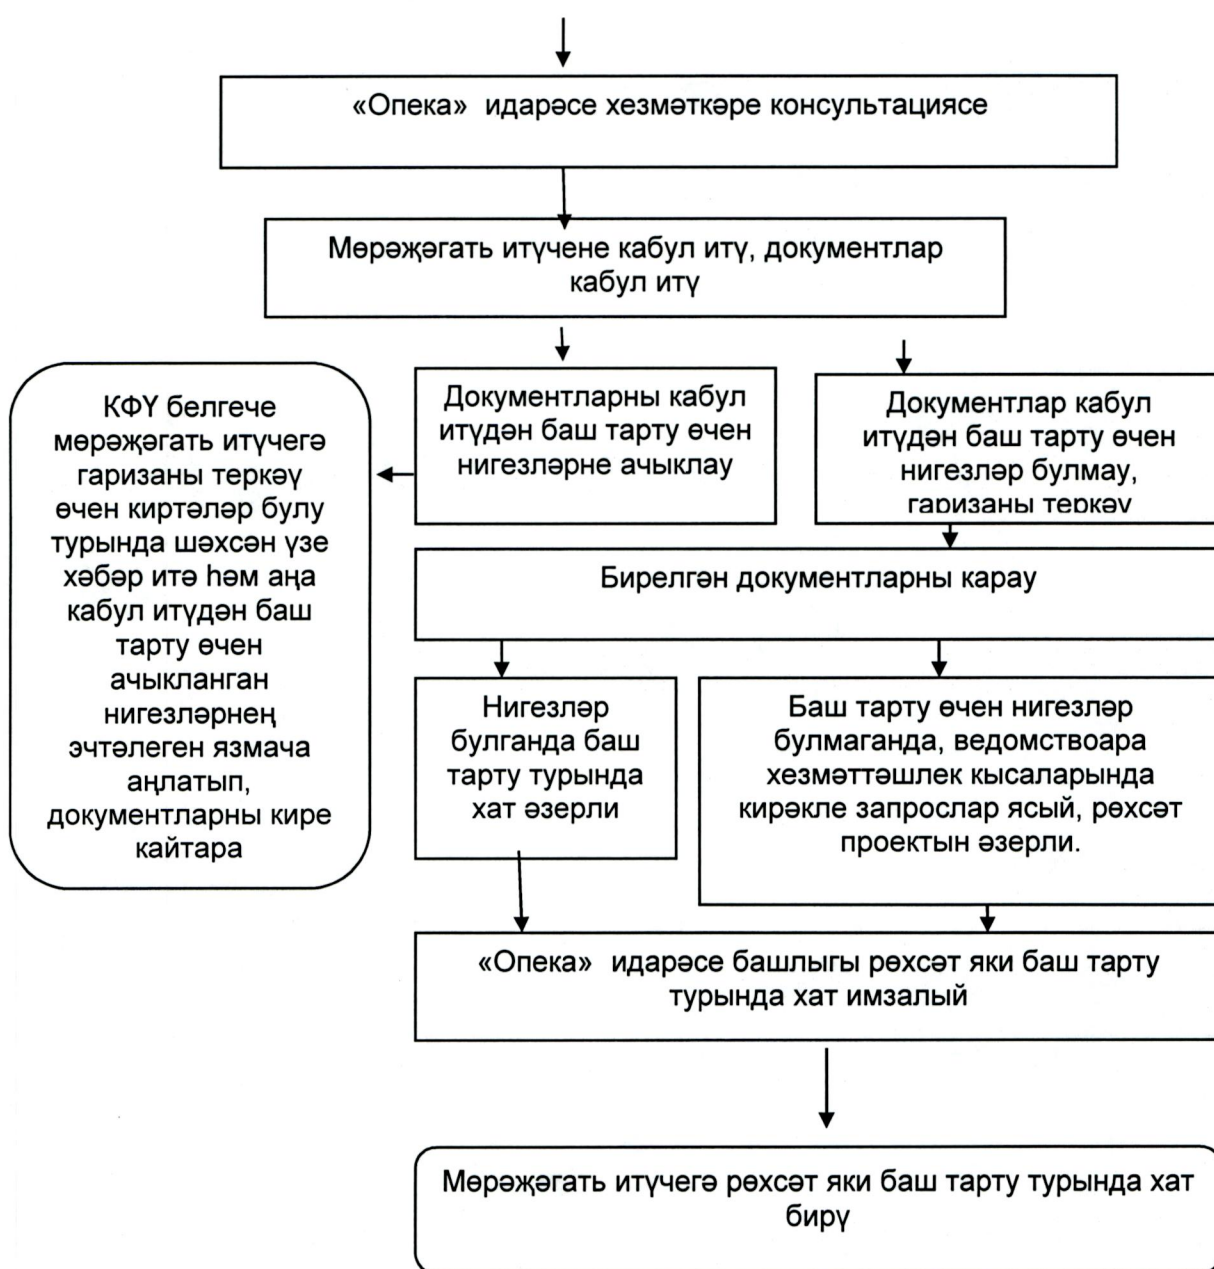 «Опека» идарәсе хезмәткәре консультациясе
Мөрәҗәгать итүчене кабул итү, документлар
кабул итү
КФҮ белгече
мөрәҗәгать итүчегә
гаризаны теркәү
өчен киртәләр булу
турында шәхсән үзе
хәбәр итә һәм аңа
кабул итүдән баш
тарту өчен
ачыкланган
нигезләрнең
эчтәлеген язмача
аңлатып,
документларны кире
кайтара
Документларны кабул
итүдән баш тарту өчен
нигезләрне ачыклау
Документлар кабул
итүдән баш тарту өчен
нигезләр булмау,
гаризаны теркәү
Бирелгән документларны карау
Нигезләр
булганда баш
тарту турында
хат әзерли
Баш тарту өчен нигезләр
булмаганда, ведомствоара
хезмәттәшлек кысаларында
кирәкле запрослар ясый, рөхсәт
проектын әзерли.
«Опека» идарәсе башлыгы рөхсәт яки баш тарту
турында хат имзалый
Мөрәҗәгать итүчегә рөхсәт яки баш тарту турында хат
бирү